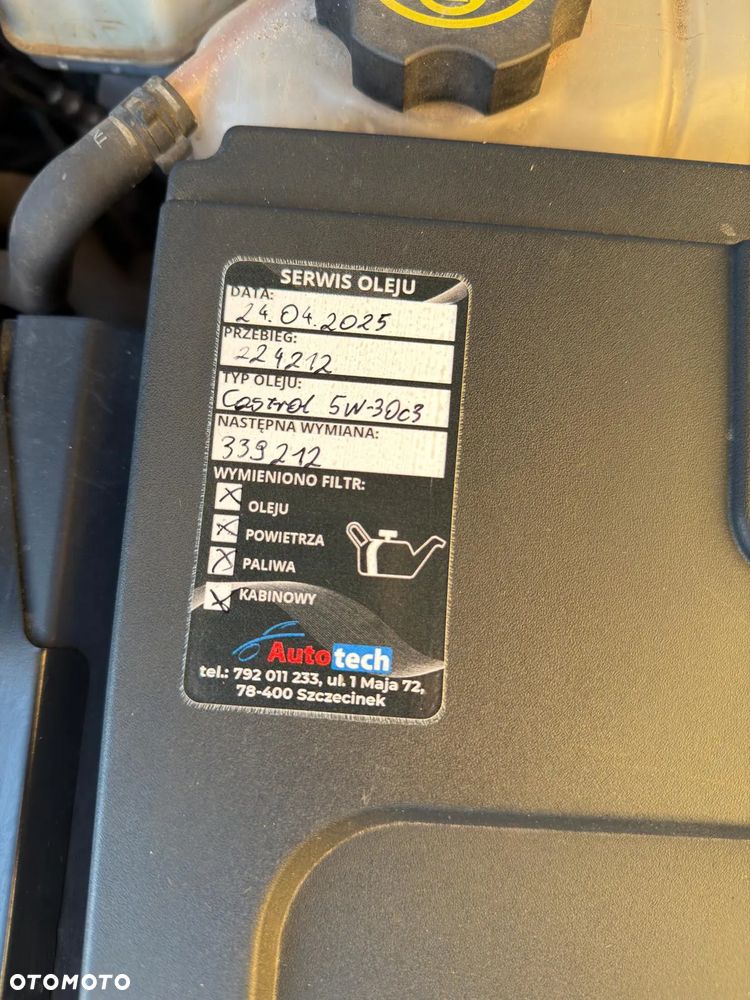 SERWIS OLEJU
DATA:
24.04.2025
PRZEBIEG:
224212
TYP OLEJU:
Castrol 5W-30c3
NASTĘPNA WYMIANA:
339212
WYMIENIONO FILTR:
OLEJU
POWIETRZA
PALIWA
KABINOWY
Autotech
tel.: 792 011 233, ul. 1 Maja 72,
78-400 Szczecinek
OTOMOTO